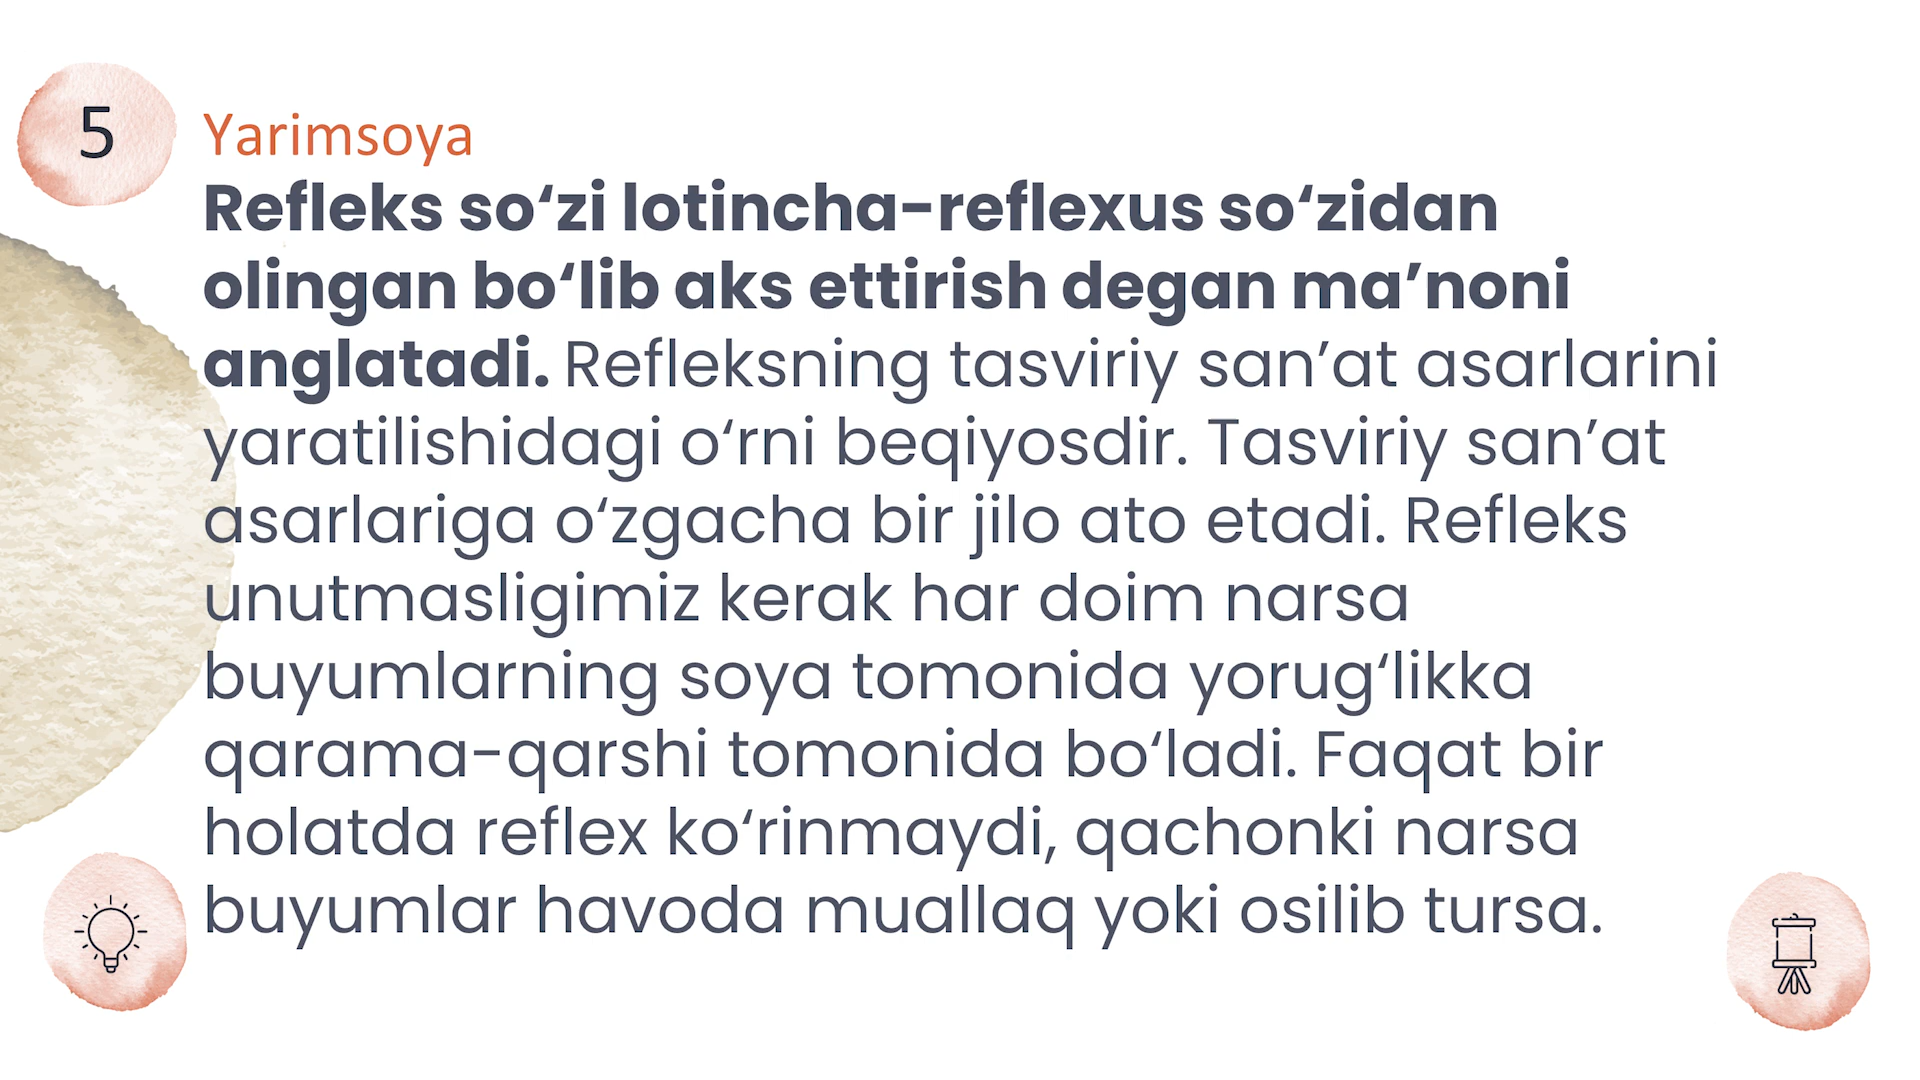 5
Yarimsoya
Refleks so‘zi lotincha-reflexus so‘zidan
olingan bo‘lib aks ettirish degan ma’noni
anglatadi. Refleksning tasviriy san’at asarlarini
yaratilishidagi o‘rni beqiyosdir. Tasviriy san’at
asarlariga o‘zgacha bir jilo ato etadi. Refleks
unutmasligimiz kerak har doim narsa
buyumlarning soya tomonida yorug‘likka
qarama-qarshi tomonida bo‘ladi. Faqat bir
holatda reflex ko‘rinmaydi, qachonki narsa
buyumlar havoda muallaq yoki osilib tursa.